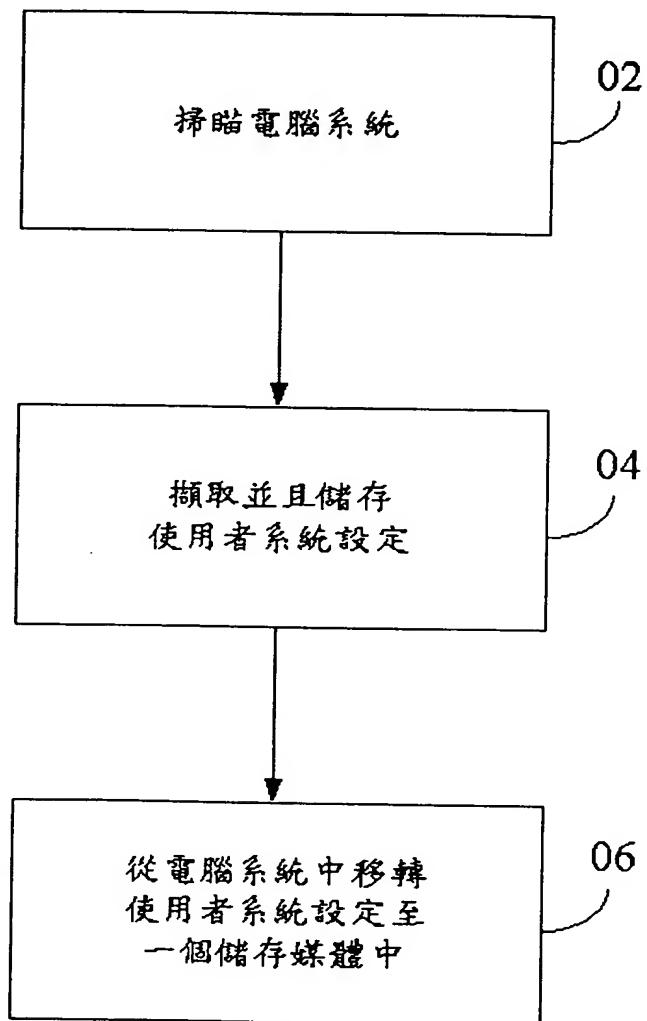 掃瞄電腦系統
02
擷取並且儲存
使用者系統設定
04
從電腦系統中移轉
使用者系統設定至
一個儲存媒體中
06